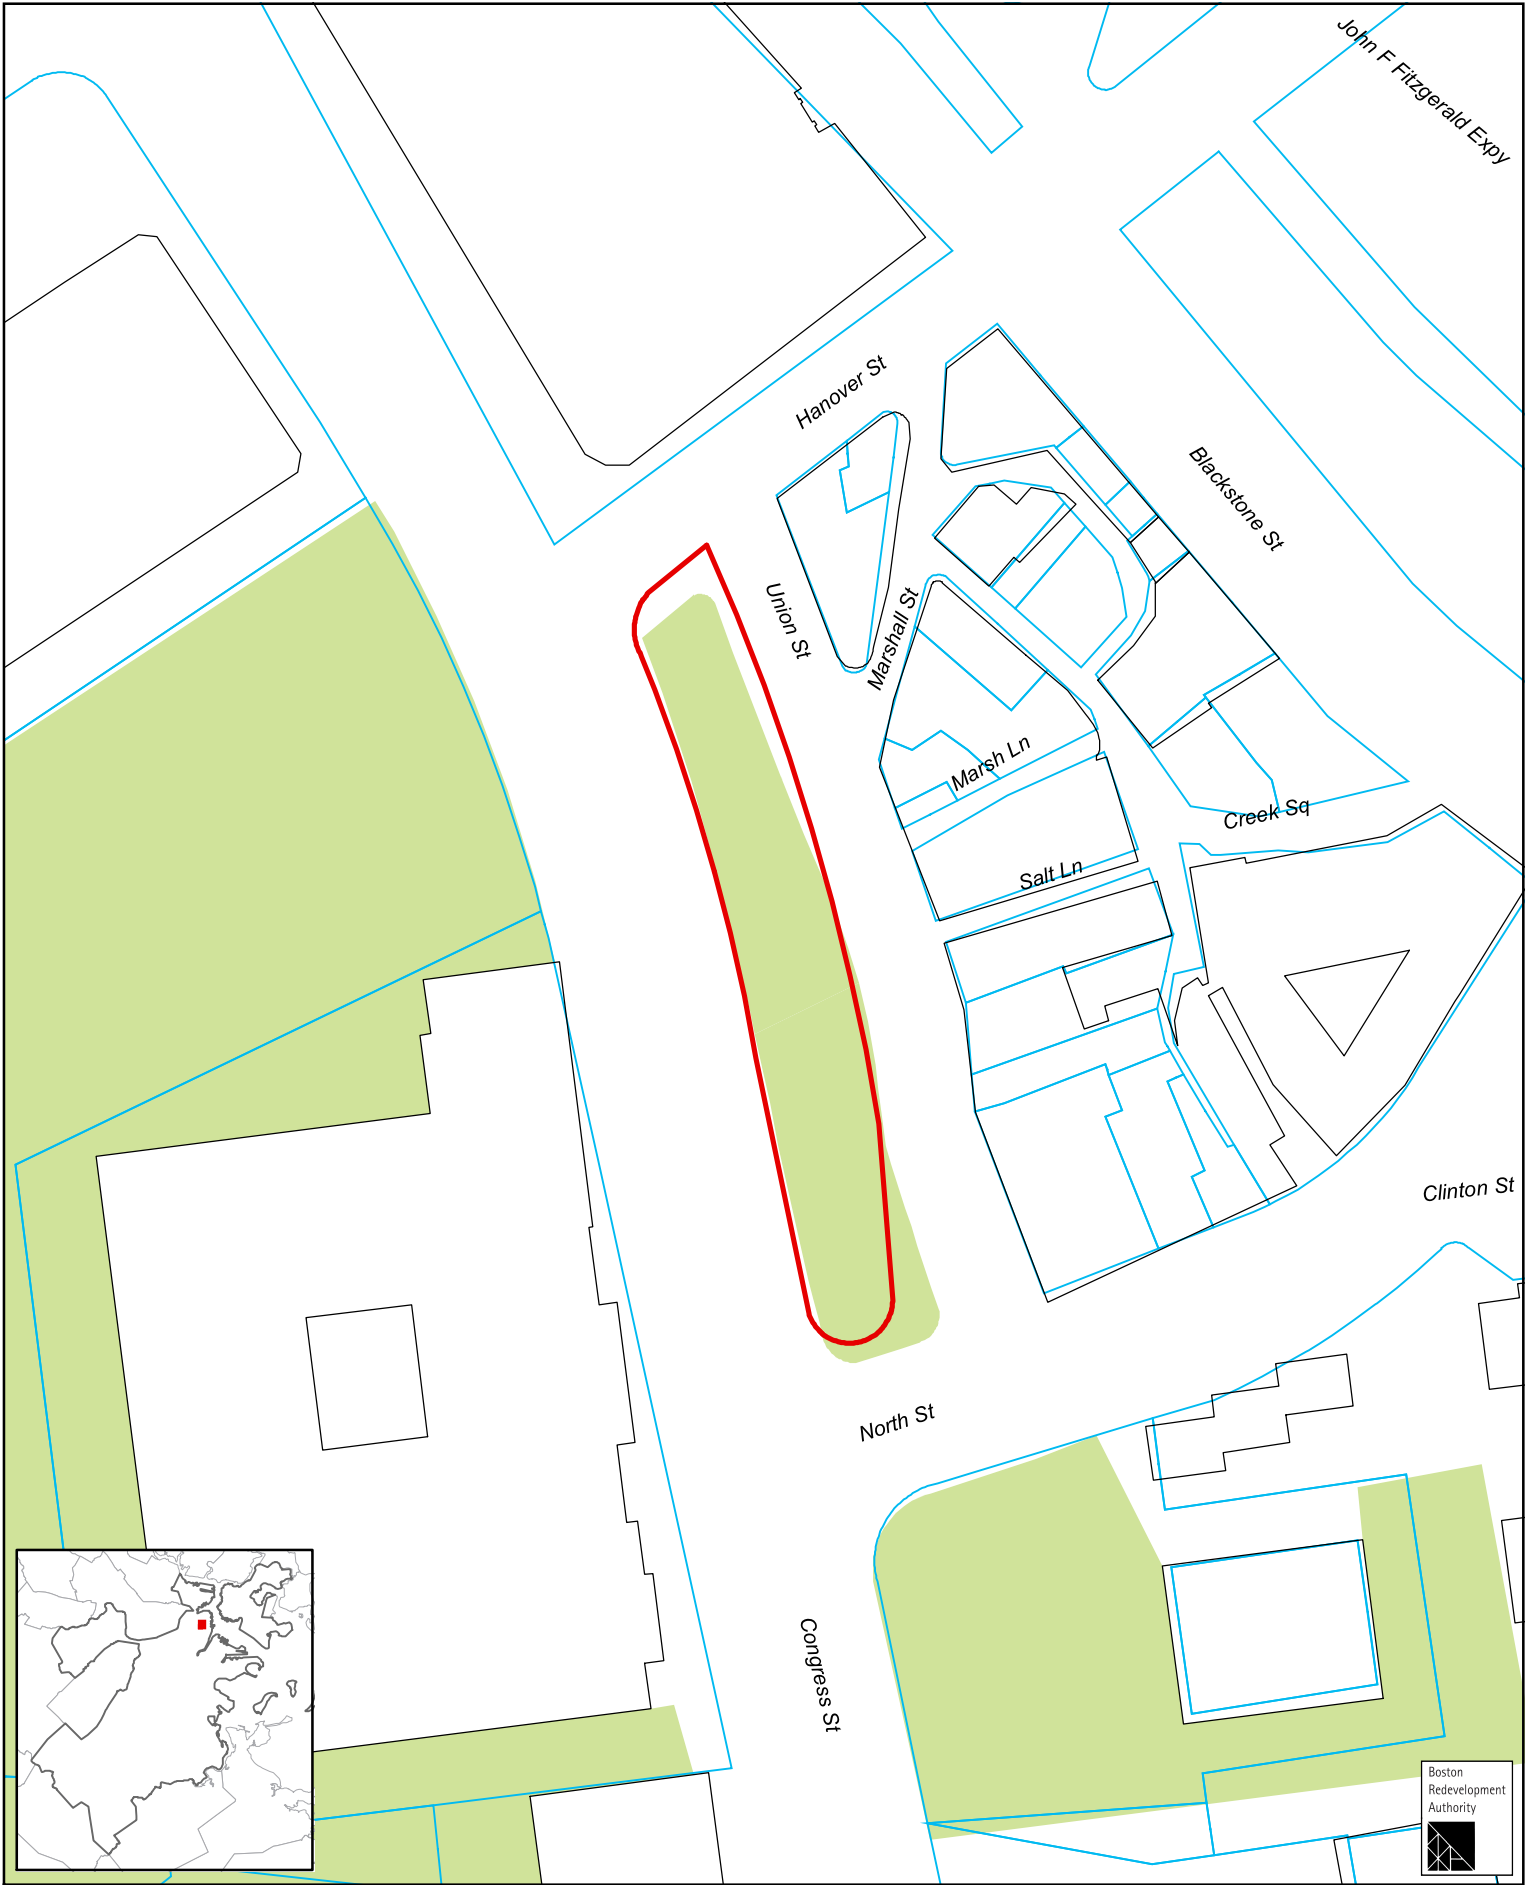 John F Fitzgerald Expy
Hanover St
Blackstone St
Union St
Marshall St
Marsh Ln
Creek Sq
Salt Ln
Clinton St
North St
Congress St
Boston
Redevelopment
Authority